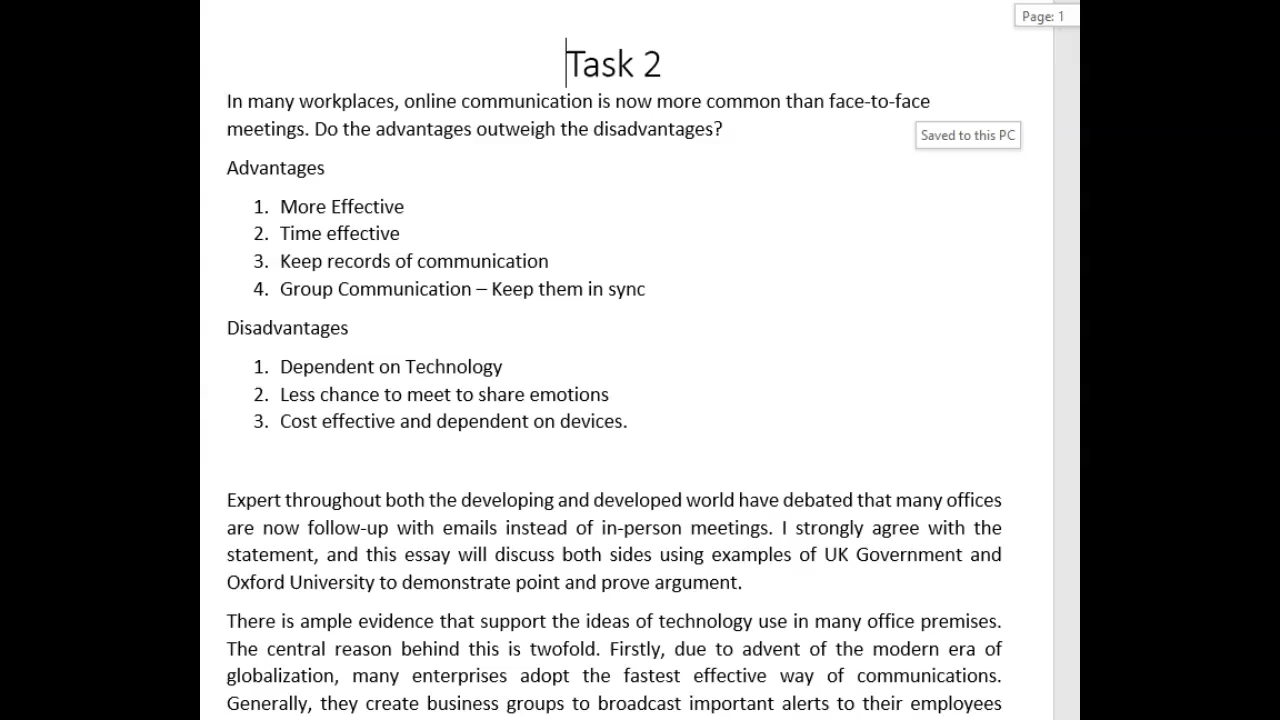 Page: 1
Task 2
In many workplaces, online communication is now more common than face-to-face
meetings. Do the advantages outweigh the disadvantages?
Saved to this PC
Advantages
1. More Effective
2. Time effective
3. Keep records of communication
4. Group Communication – Keep them in sync
Disadvantages
1. Dependent on Technology
2. Less chance to meet to share emotions
3. Cost effective and dependent on devices.
Expert throughout both the developing and developed world have debated that many offices
are now follow-up with emails instead of in-person meetings. I strongly agree with the
statement, and this essay will discuss both sides using examples of UK Government and
Oxford University to demonstrate point and prove argument.
There is ample evidence that support the ideas of technology use in many office premises.
The central reason behind this is twofold. Firstly, due to advent of the modern era of
globalization, many enterprises adopt the fastest effective way of communications.
Generally, they create business groups to broadcast important alerts to their employees